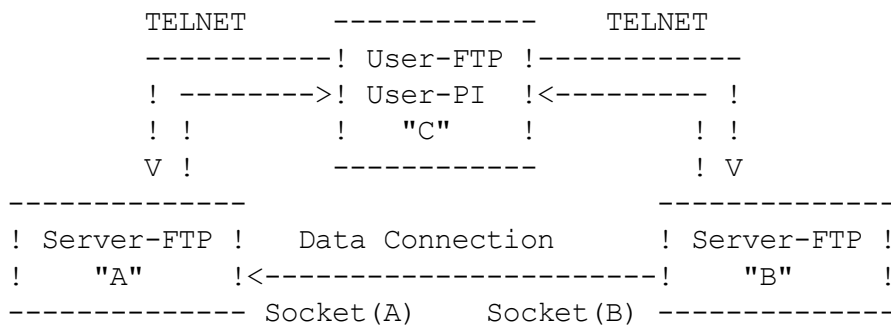 TELNET     ------------     TELNET
        -----------! User-FTP !------------
        ! -------->! User-PI  !<--------- !
        ! !        !   "C"    !         ! !
        V !        ------------         ! V
--------------                        --------------
! Server-FTP !   Data Connection      ! Server-FTP !
!    "A"     !<-----------------------!    "B"     !
-------------- Socket(A)    Socket(B) --------------